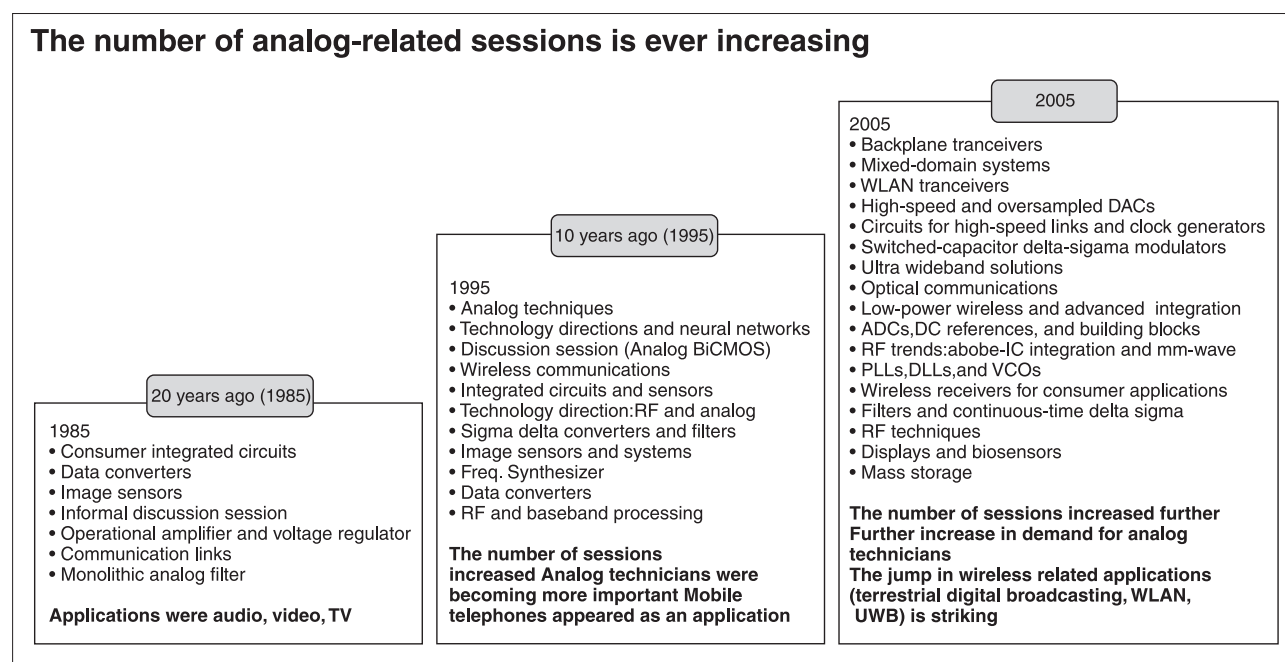 The number of analog-related sessions is ever increasing
20 years ago (1985)
1985
• Consumer integrated circuits
• Data converters
• Image sensors
• Informal discussion session
• Operational amplifier and voltage regulator
• Communication links
• Monolithic analog filter
Applications were audio, video, TV
10 years ago (1995)
1995
• Analog techniques
• Technology directions and neural networks
• Discussion session (Analog BiCMOS)
• Wireless communications
• Integrated circuits and sensors
• Technology direction:RF and analog
• Sigma delta converters and filters
• Image sensors and systems
• Freq. Synthesizer
• Data converters
• RF and baseband processing
The number of sessions
increased Analog technicians were
becoming more important Mobile
telephones appeared as an application
2005
2005
• Backplane tranceivers
• Mixed-domain systems
• WLAN tranceivers
• High-speed and oversampled DACs
• Circuits for high-speed links and clock generators
• Switched-capacitor delta-sigama modulators
• Ultra wideband solutions
• Optical communications
• Low-power wireless and advanced integration
• ADCs,DC references, and building blocks
• RF trends:abobe-IC integration and mm-wave
• PLLs,DLLs,and VCOs
• Wireless receivers for consumer applications
• Filters and continuous-time delta sigma
• RF techniques
• Displays and biosensors
• Mass storage
The number of sessions increased further
Further increase in demand for analog
technicians
The jump in wireless related applications
(terrestrial digital broadcasting, WLAN,
UWB) is striking